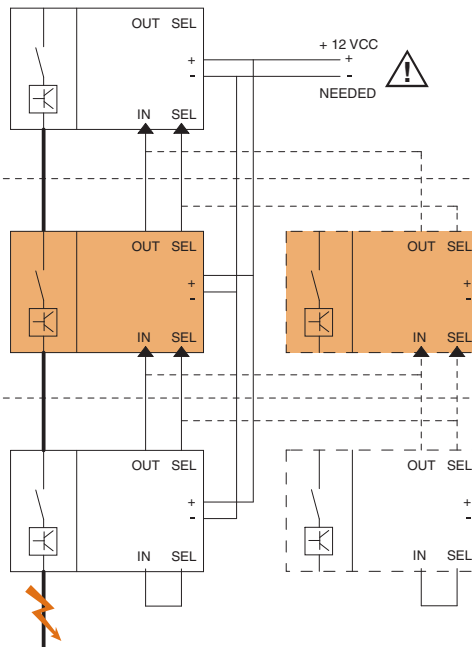 OUT SEL
+
-
+ 12 VCC
+
-
NEEDED
IN SEL
OUT SEL
+
-
IN SEL
OUT SEL
+
-
IN SEL
OUT SEL
+
-
IN SEL
OUT SEL
+
-
IN SEL